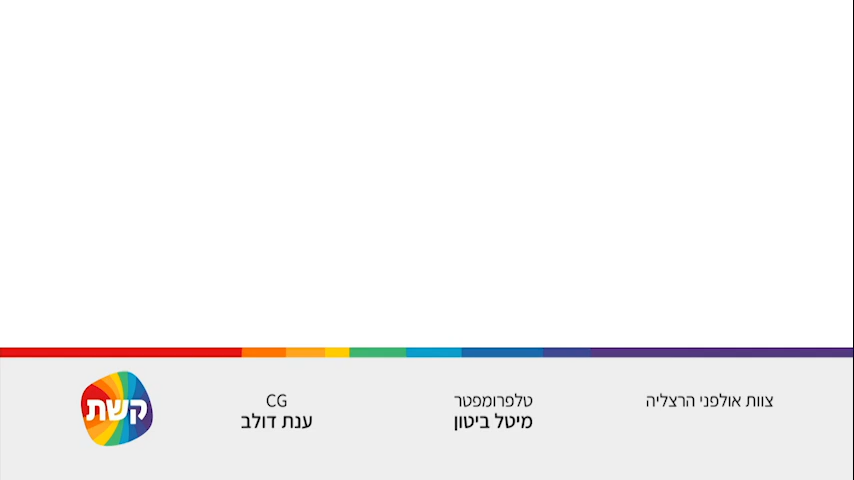 צוות אולפני הרצליה
טלפרומפטר
מיטל ביטון
CG
ענת דולב
קשת